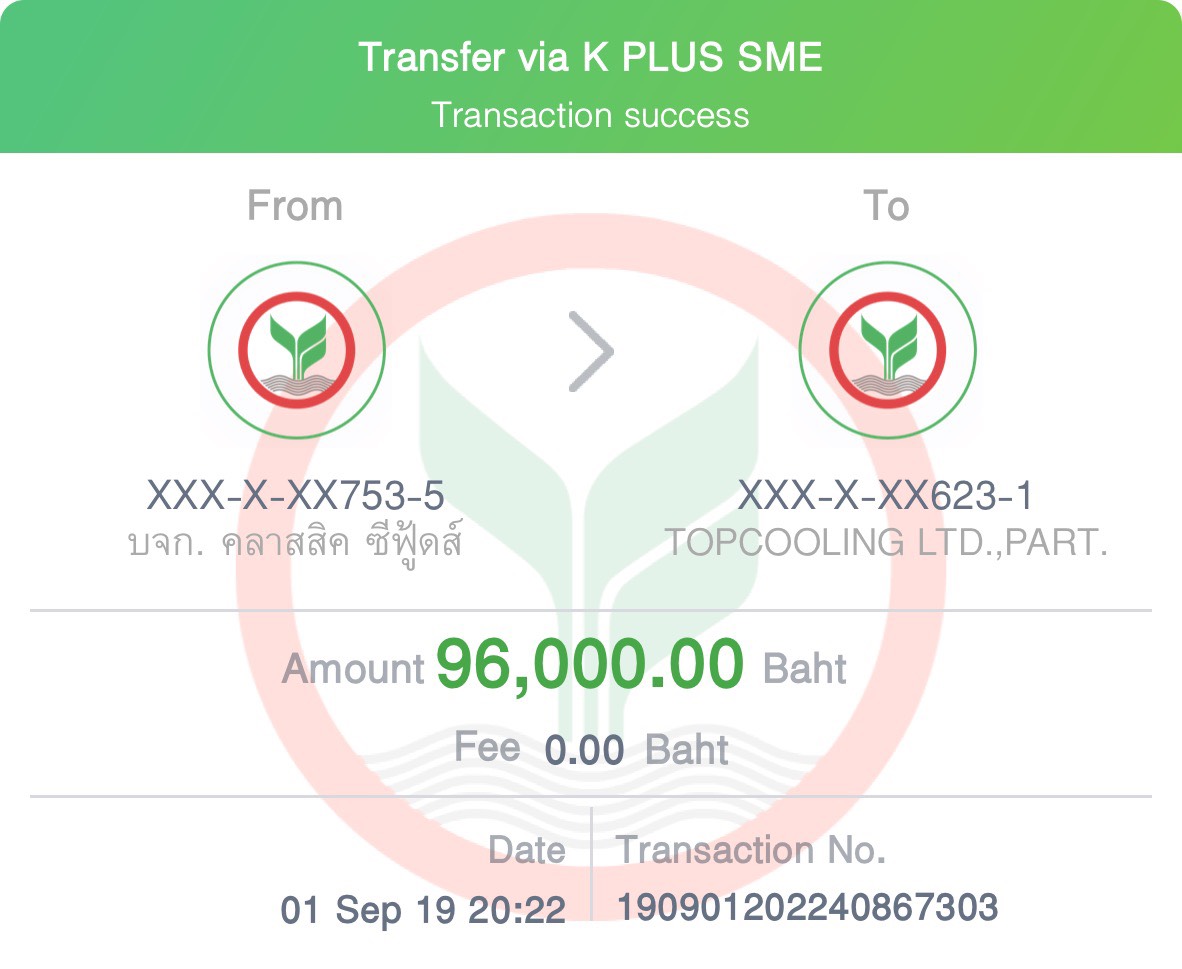 Transfer via K PLUS SME
Transaction success
From
To
XXX-X-XX753-5
XXX-X-XX623-1
บจก. คลาสสิค ซีฟู้ดส์
TOPCOOLING LTD.,PART.
Amount 96,000.00 Baht
Fee 0.00 Baht
Date
Transaction No.
01 Sep 19 20:22
190901202240867303